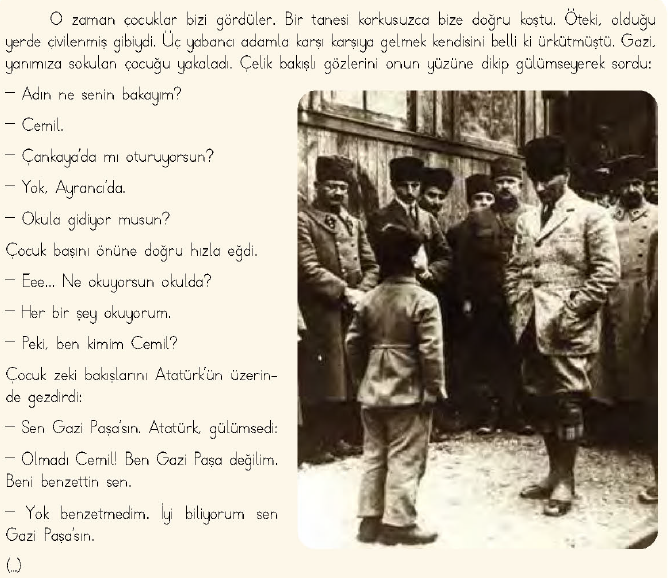 O zaman çocuklar bizi gördüler. Bir tanesi korkusuzca bize doğru koştu. Öteki, olduğu
yerde çivilenmiş gibiydi. Üç yabancı adamla karşı karşıya gelmek kendisini belli ki ürkütmüştü. Gazi,
yanımıza sokulan çocuğu yakaladı. Çelik bakışlı gözlerini onun yüzüne dikip gülümseyerek sordu:
— Adın ne senin bakayım?
— Cemil.
— Çankaya'da mı oturuyorsun?
— Yok, Ayrancı'da.
— Okula gidiyor musun?
Çocuk başını önüne doğru hızla eğdi.
— Eee... Ne okuyorsun okulda?
— Her bir şey okuyorum.
— Peki, ben kimim Cemil?
Çocuk zeki bakışlarını Atatürk'ün üzerin-
de gezdirdi:
— Sen Gazi Paşa'sın. Atatürk, gülümsedi:
— Olmadı Cemil! Ben Gazi Paşa değilim.
Beni benzettin sen.
— Yok benzetmedim. İyi biliyorum sen
Gazi Paşa'sın.
(...)